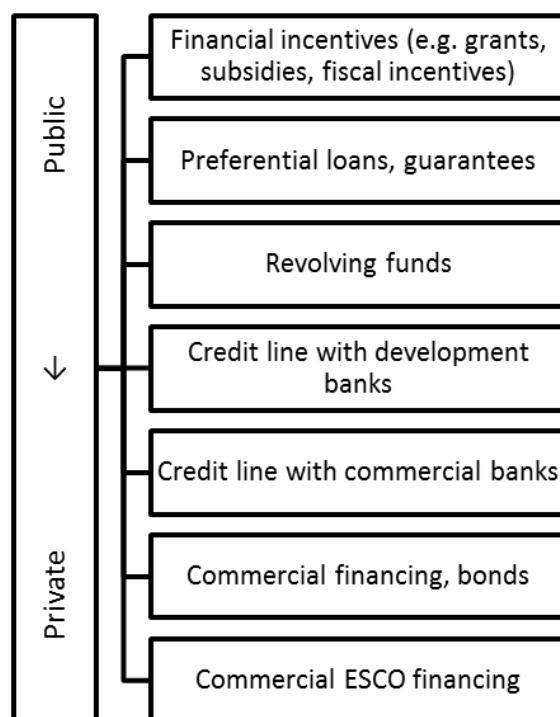 Public
↓
Private
Financial incentives (e.g. grants,
subsidies, fiscal incentives)
Preferential loans, guarantees
Revolving funds
Credit line with development
banks
Credit line with commercial banks
Commercial financing, bonds
Commercial ESCO financing